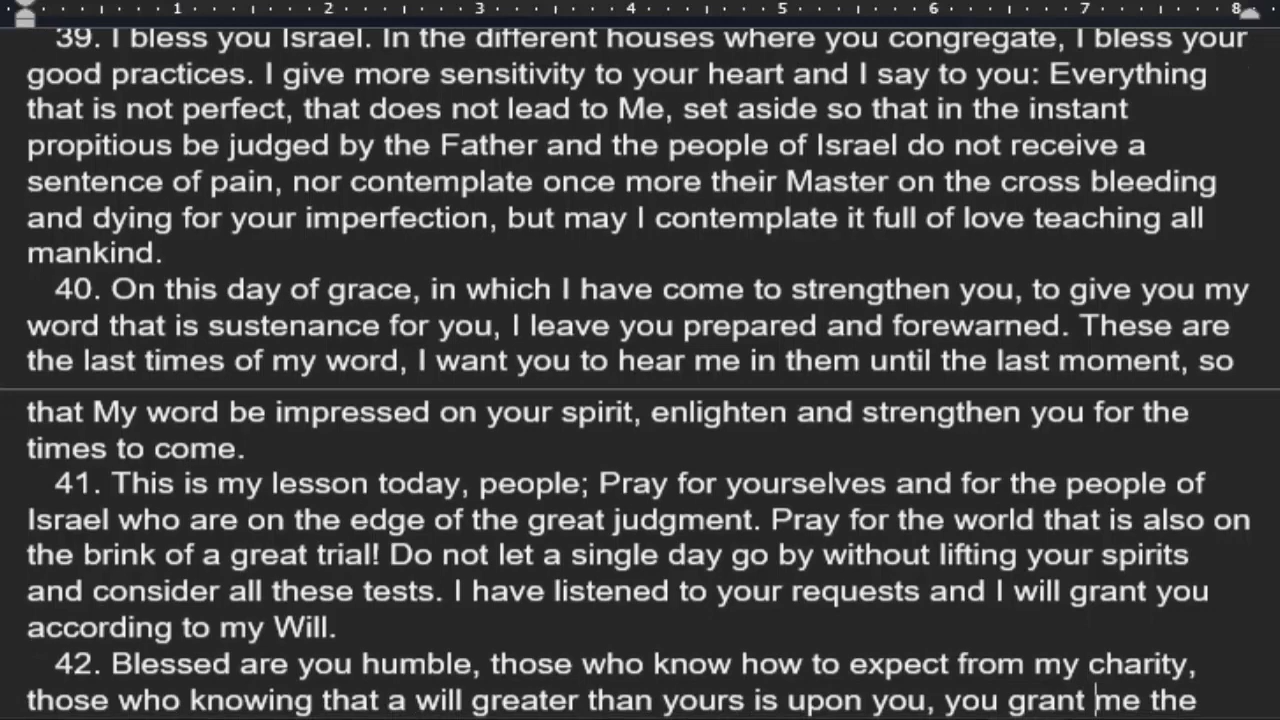 1 2 3 4 5 6 7 8
39. I bless you Israel. In the different houses where you congregate, I bless your
good practices. I give more sensitivity to your heart and I say to you: Everything
that is not perfect, that does not lead to Me, set aside so that in the instant
propitious be judged by the Father and the people of Israel do not receive a
sentence of pain, nor contemplate once more their Master on the cross bleeding
and dying for your imperfection, but may I contemplate it full of love teaching all
mankind.
40. On this day of grace, in which I have come to strengthen you, to give you my
word that is sustenance for you, I leave you prepared and forewarned. These are
the last times of my word, I want you to hear me in them until the last moment, so
that My word be impressed on your spirit, enlighten and strengthen you for the
times to come.
41. This is my lesson today, people; Pray for yourselves and for the people of
Israel who are on the edge of the great judgment. Pray for the world that is also on
the brink of a great trial! Do not let a single day go by without lifting your spirits
and consider all these tests. I have listened to your requests and I will grant you
according to my Will.
42. Blessed are you humble, those who know how to expect from my charity,
those who knowing that a will greater than yours is upon you, you grant me the